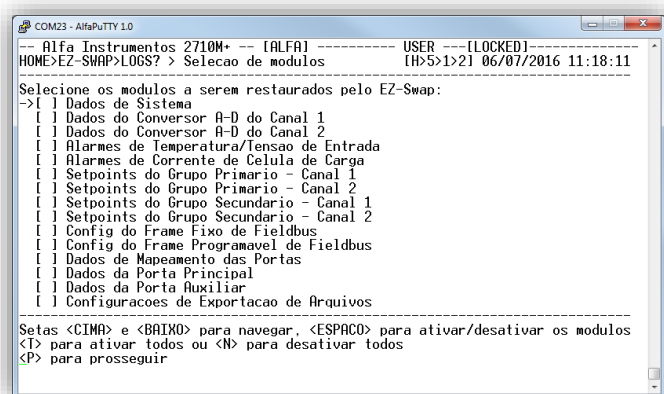 COM23 - AlfaPuTTY 1.0
-- Alfa Instrumentos 2710M+ -- [ALFA] ---------- USER ---[LOCKED]--------------
HOME>EZ-SWAP>LOGS? > Selecao de modulos [H>5>1>2] 06/07/2016 11:18:11
--------------------------------------------------------------------------------
Selecione os modulos a serem restaurados pelo EZ-Swap:
->[ ] Dados de Sistema
[ ] Dados do Conversor A-D do Canal 1
[ ] Dados do Conversor A-D do Canal 2
[ ] Alarmes de Temperatura/Tensao de Entrada
[ ] Alarmes de Corrente de Celula de Carga
[ ] Setpoints do Grupo Primario - Canal 1
[ ] Setpoints do Grupo Primario - Canal 2
[ ] Setpoints do Grupo Secundario - Canal 1
[ ] Setpoints do Grupo Secundario - Canal 2
[ ] Config do Frame Fixo de Fieldbus
[ ] Config do Frame Programavel de Fieldbus
[ ] Dados de Mapeamento das Portas
[ ] Dados da Porta Principal
[ ] Dados da Porta Auxiliar
[ ] Configuracoes de Exportacao de Arquivos
--------------------------------------------------------------------------------
Setas <CIMA> e <BAIXO> para navegar, <ESPACO> para ativar/desativar os modulos
<T> para ativar todos ou <N> para desativar todos
<P> para prosseguir